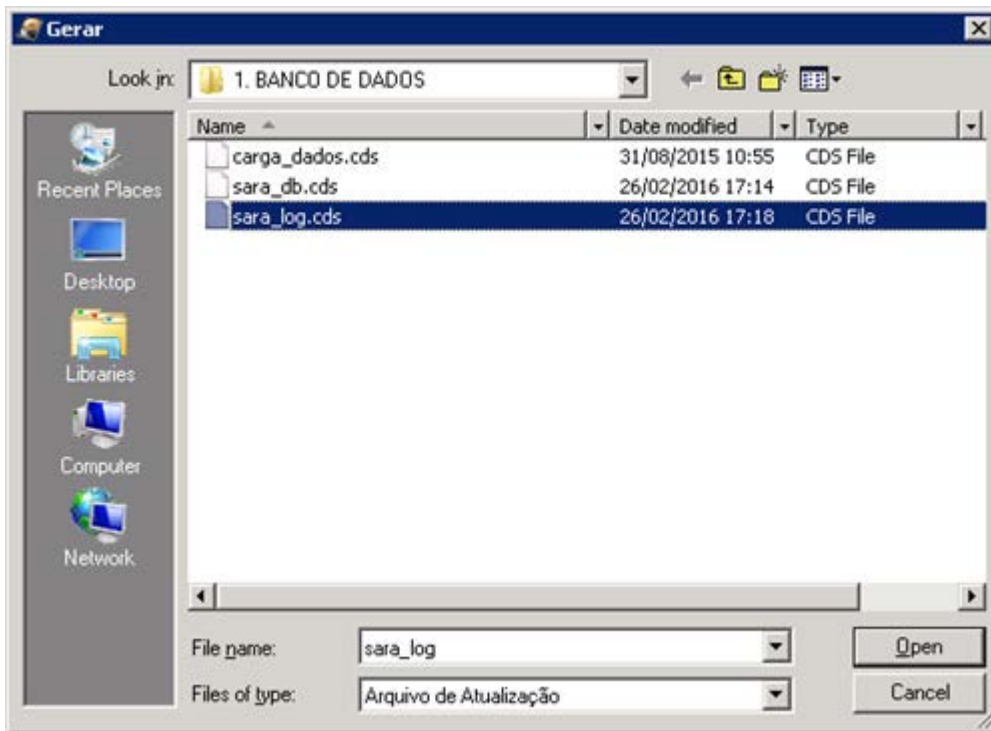 Gerar
Look in: 1. BANCO DE DADOS
Name Date modified Type
carga_dados.cds 31/08/2015 10:55 CDS File
sara_db.cds 26/02/2016 17:14 CDS File
sara_log.cds 26/02/2016 17:18 CDS File
Recent Places
Desktop
Libraries
Computer
Network
File name: sara_log Open
Files of type: Arquivo de Atualização Cancel